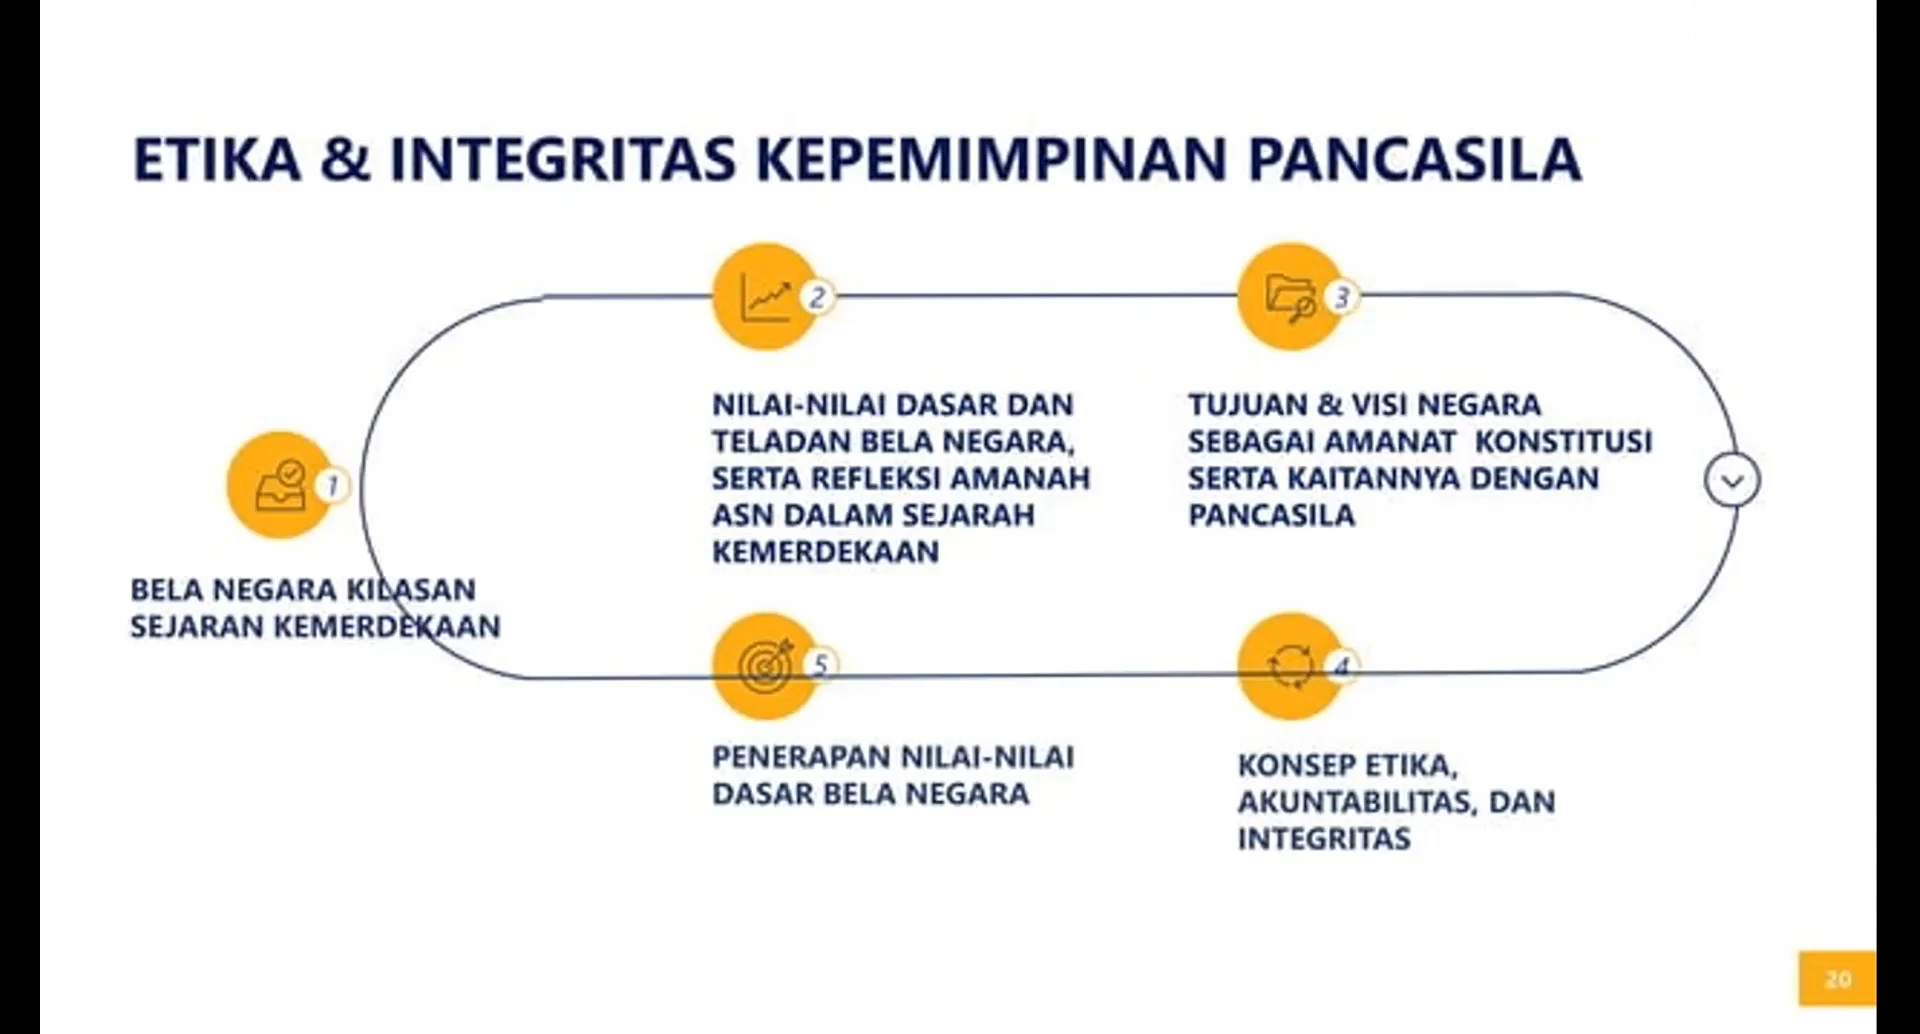 ETIKA & INTEGRITAS KEPEMIMPINAN PANCASILA
1
BELA NEGARA KILASAN
SEJARAN KEMERDEKAAN
2
NILAI-NILAI DASAR DAN
TELADAN BELA NEGARA,
SERTA REFLEKSI AMANAH
ASN DALAM SEJARAH
KEMERDEKAAN
3
TUJUAN & VISI NEGARA
SEBAGAI AMANAT KONSTITUSI
SERTA KAITANNYA DENGAN
PANCASILA
4
KONSEP ETIKA,
AKUNTABILITAS, DAN
INTEGRITAS
5
PENERAPAN NILAI-NILAI
DASAR BELA NEGARA
20